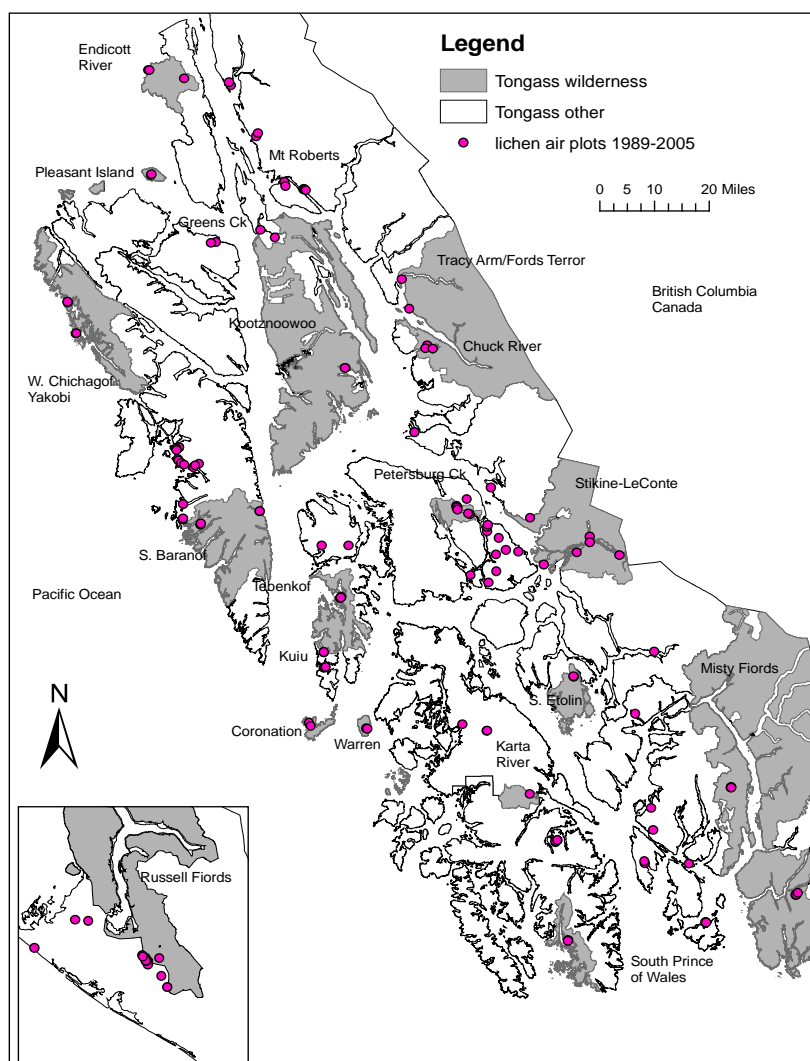 Endicott
River
Legend
Tongass wilderness
Tongass other
lichen air plots 1989-2005
0 5 10 20 Miles
Mt Roberts
Pleasant Island
Greens Ck
Tracy Arm/Fords Terror
British Columbia
Canada
Kootznoowoo
Chuck River
W. Chichagof
Yakobi
Petersburg Ck
Stikine-LeConte
S. Baranof
Tebenkof
Pacific Ocean
Kuiu
Misty Fiords
S. Etolin
N
Coronation
Warren
Karta
River
Russell Fiords
South Prince
of Wales